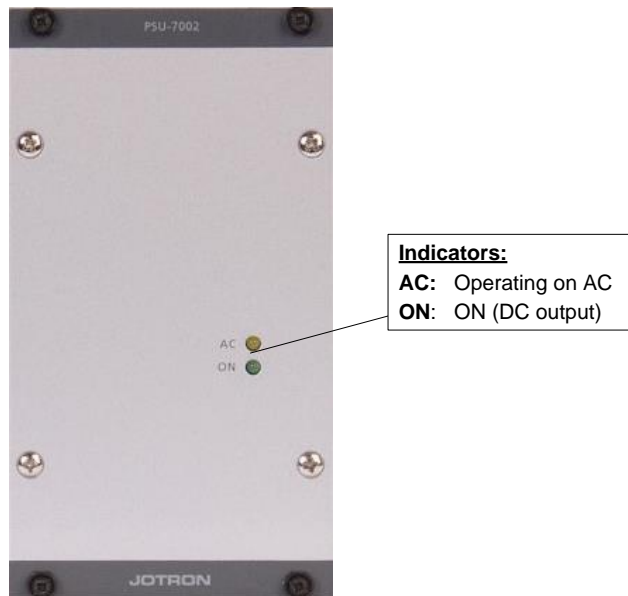 PSU-7002
Indicators:
AC: Operating on AC
ON: ON (DC output)
AC
ON
JOTRON